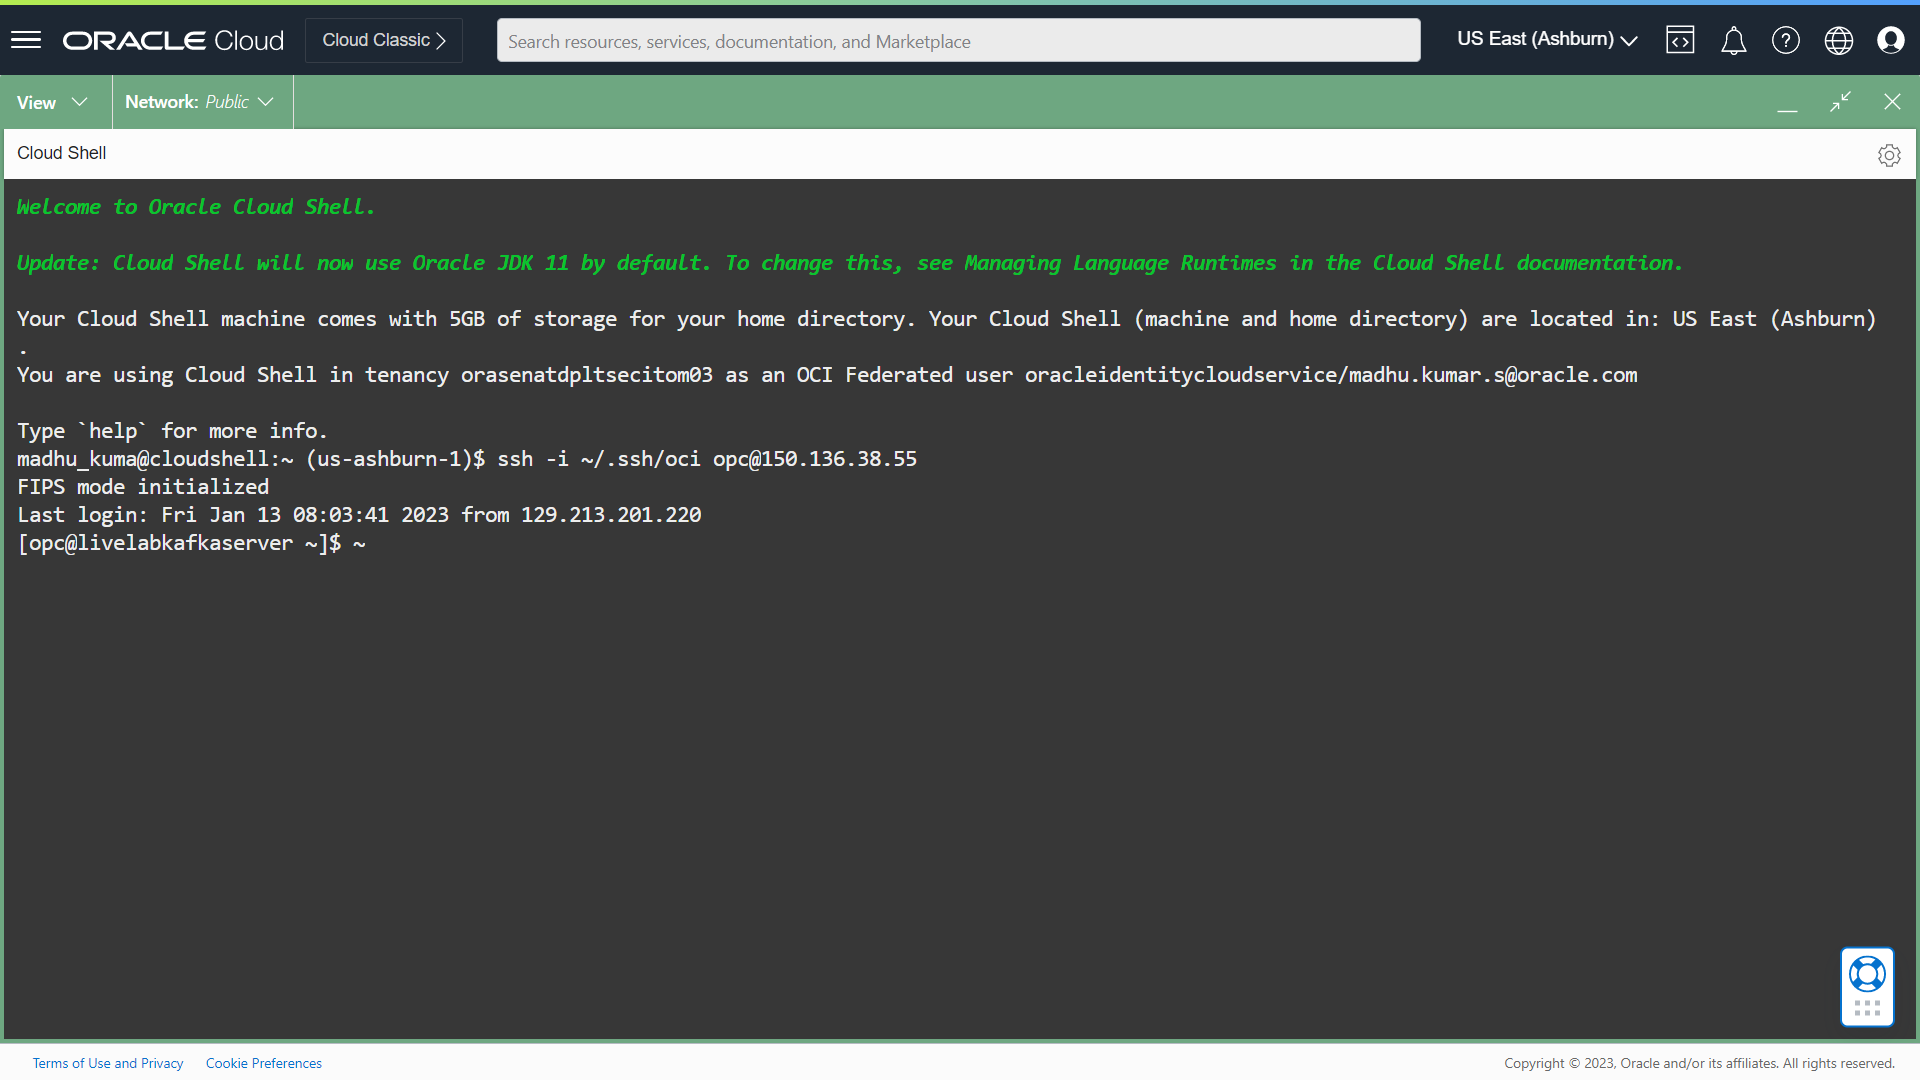 ORACLE Cloud
Cloud Classic
Search resources, services, documentation, and Marketplace
US East (Ashburn)
View
Network: Public
Cloud Shell
Welcome to Oracle Cloud Shell.
Update: Cloud Shell will now use Oracle JDK 11 by default. To change this, see Managing Language Runtimes in the Cloud Shell documentation.
Your Cloud Shell machine comes with 5GB of storage for your home directory. Your Cloud Shell (machine and home directory) are located in: US East (Ashburn)
.
You are using Cloud Shell in tenancy orasenatdpltsecitom03 as an OCI Federated user oracleidentitycloudservice/madhu.kumar.s@oracle.com
Type `help` for more info.
madhu_kuma@cloudshell:~ (us-ashburn-1)$ ssh -i ~/.ssh/oci opc@150.136.38.55
FIPS mode initialized
Last login: Fri Jan 13 08:03:41 2023 from 129.213.201.220
[opc@livelabkafkaserver ~]$ ~
Terms of Use and Privacy
Cookie Preferences
Copyright © 2023, Oracle and/or its affiliates. All rights reserved.